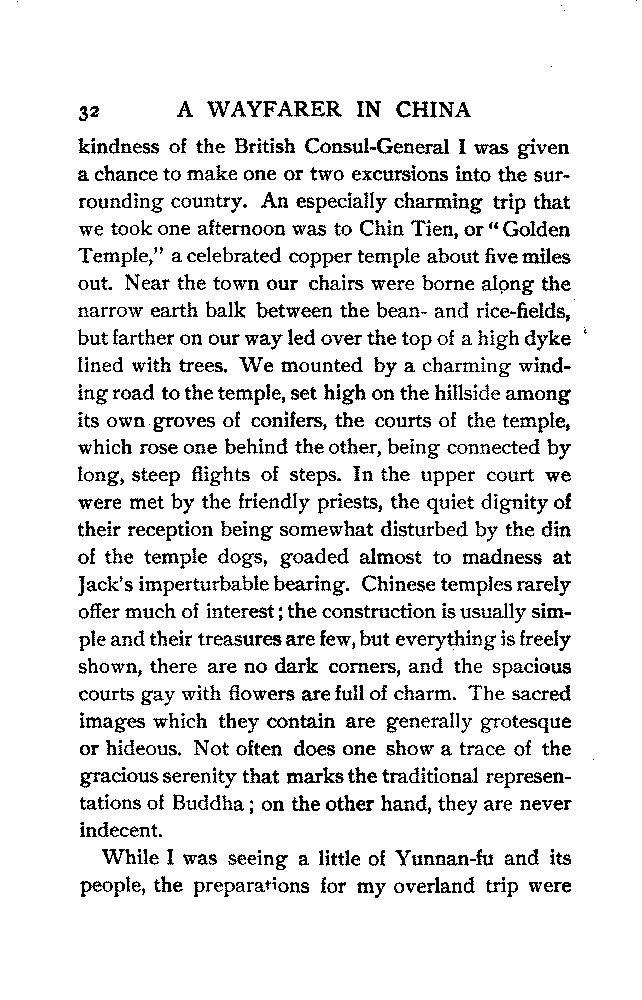 32 A WAYFARER IN CHINA
kindness of the British Consul-General I was given
a chance to make one or two excursions into the sur-
rounding country. An especially charming trip that
we took one afternoon was to Chin Tien, or "Golden
Temple," a celebrated copper temple about five miles
out. Near the town our chairs were borne along the
narrow earth balk between the bean- and rice-fields,
but farther on our way led over the top of a high dyke
lined with trees. We mounted by a charming wind-
ing road to the temple, set high on the hillside among
its own groves of conifers, the courts of the temple,
which rose one behind the other, being connected by
long, steep flights of steps. In the upper court we
were met by the friendly priests, the quiet dignity of
their reception being somewhat disturbed by the din
of the temple dogs, goaded almost to madness at
Jack's imperturbable bearing. Chinese temples rarely
offer much of interest; the construction is usually sim-
ple and their treasures are few, but everything is freely
shown, there are no dark corners, and the spacious
courts gay with flowers are full of charm. The sacred
images which they contain are generally grotesque
or hideous. Not often does one show a trace of the
gracious serenity that marks the traditional represen-
tations of Buddha; on the other hand, they are never
indecent.
While I was seeing a little of Yunnan-fu and its
people, the preparations for my overland trip were